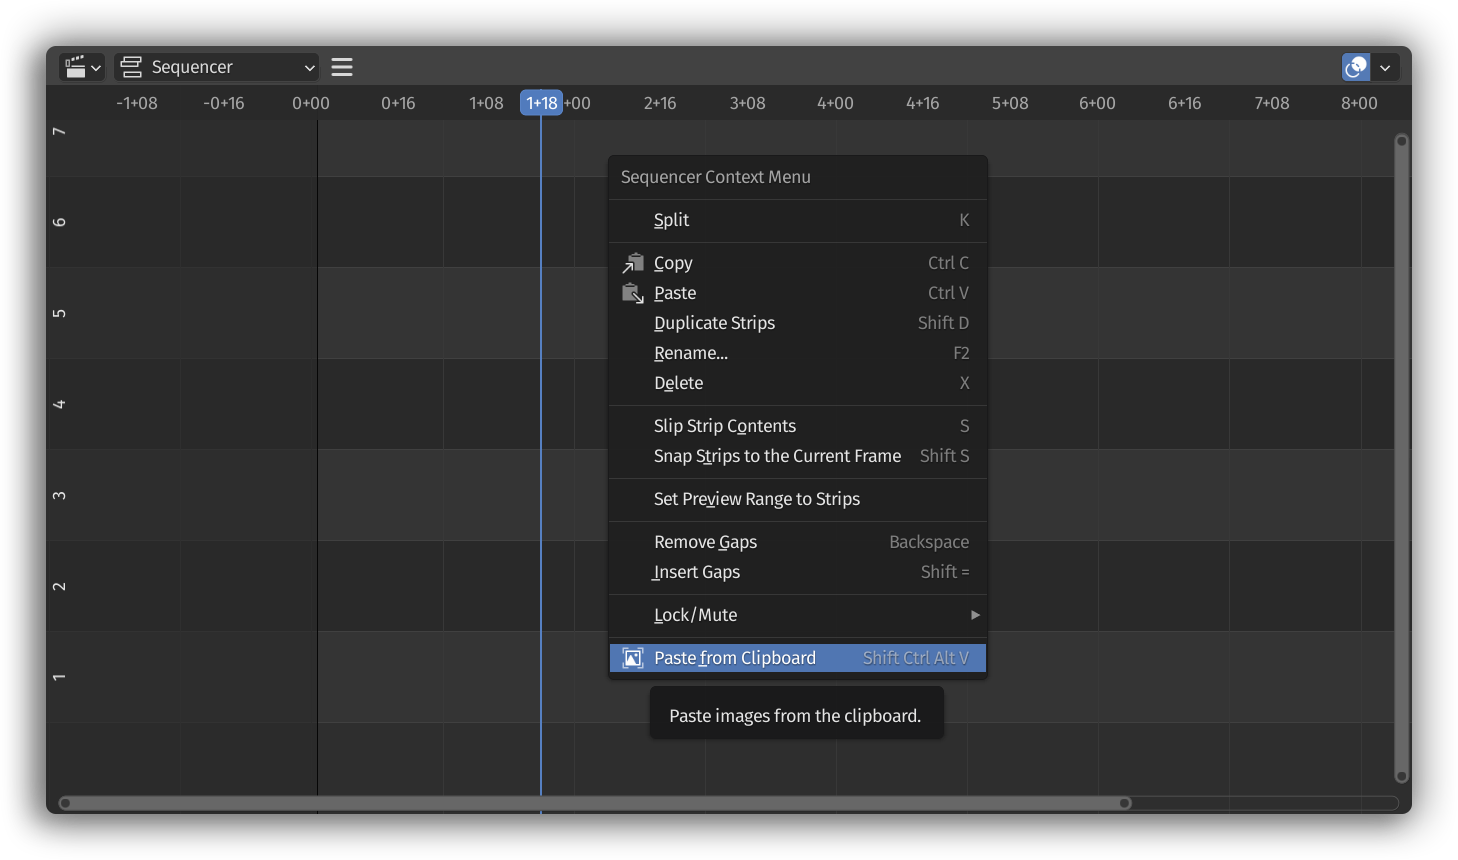 Sequencer
-1+08 -0+16 0+00 0+16 1+08 1+18 +00 2+16 3+08 4+00 4+16 5+08 6+00 6+16 7+08 8+00
7
6
5
4
3
2
1
Sequencer Context Menu
Split K
Copy Ctrl C
Paste Ctrl V
Duplicate Strips Shift D
Rename... F2
Delete X
Slip Strip Contents S
Snap Strips to the Current Frame Shift S
Set Preview Range to Strips
Remove Gaps Backspace
Insert Gaps Shift =
Lock/Mute
Paste from Clipboard Shift Ctrl Alt V
Paste images from the clipboard.